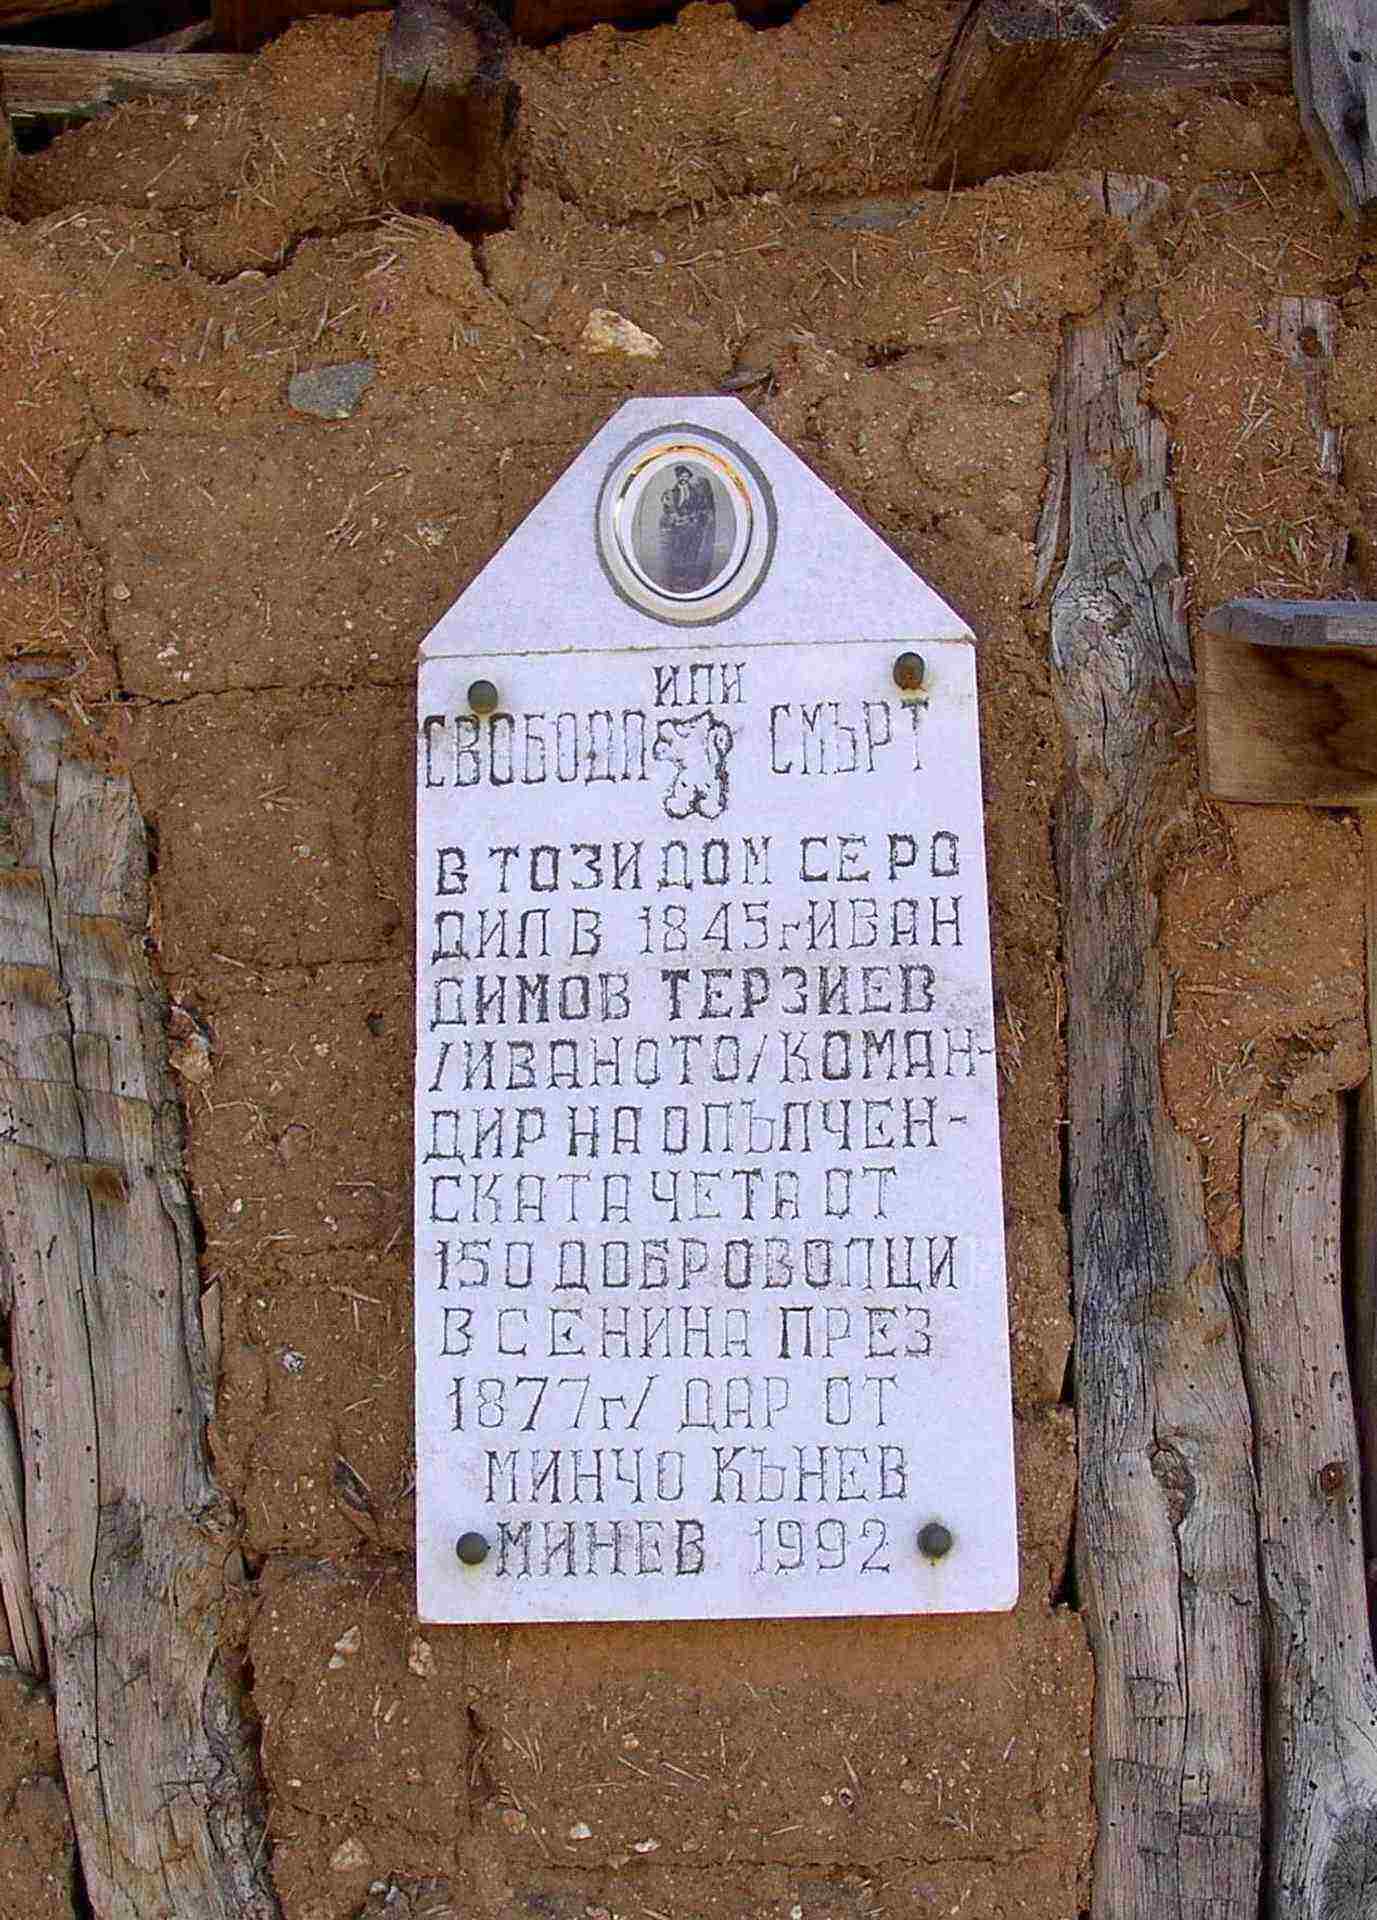 ИЛИ
СВОБОДА СМЪРТ
В ТОЗИ ДОМ СЕ РО
ДИЛ В 1845г ИВАН
ДИМОВ ТЕРЗИЕВ
/ИВАНОТО/КОМАН-
ДИР НА ОПЪЛЧЕН-
СКАТА ЧЕТА ОТ
150 ДОБРОВОЛЦИ
В СЕНИНА ПРЕЗ
1877г/ ДАР ОТ
МИНЧО КЪНЕВ
МИНЕВ 1992